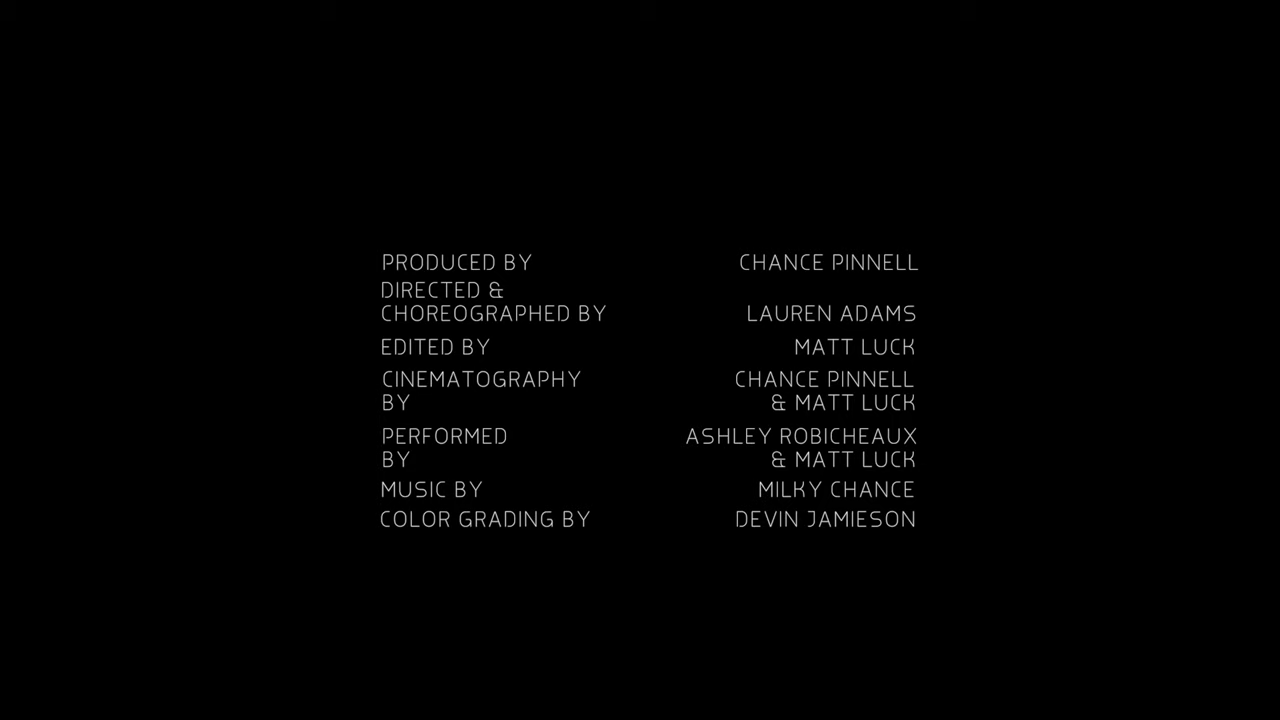 PRODUCED BY CHANCE PINNELL
DIRECTED &
CHOREOGRAPHED BY LAUREN ADAMS
EDITED BY MATT LUCK
CINEMATOGRAPHY CHANCE PINNELL
BY & MATT LUCK
PERFORMED ASHLEY ROBICHEAUX
BY & MATT LUCK
MUSIC BY MILKY CHANCE
COLOR GRADING BY DEVIN JAMIESON